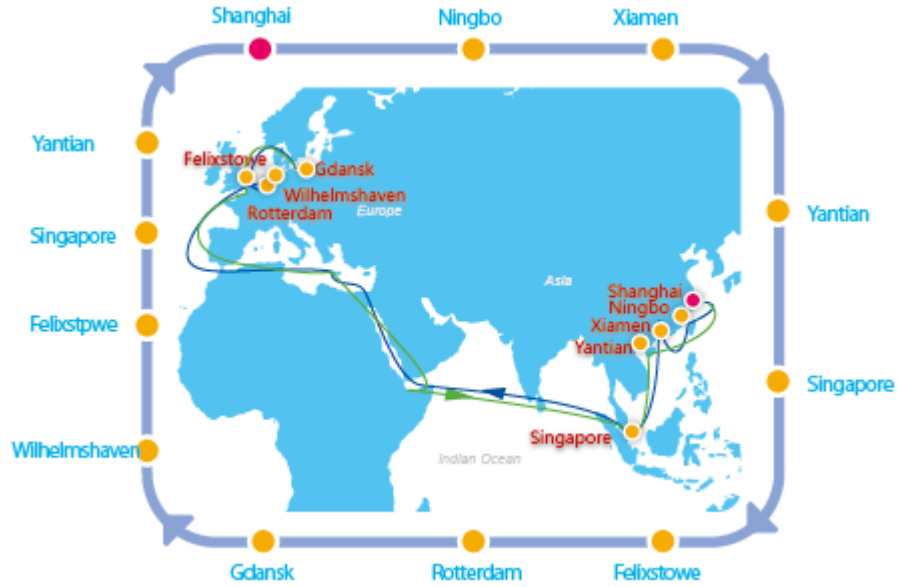 Shanghai
Ningbo
Xiamen
Yantian
Singapore
Felixstowe
Rotterdam
Gdansk
Wilhelmshaven
Felixstpwe
Singapore
Yantian
Felixstowe
Gdansk
Wilhelmshaven
Rotterdam
Europe
Asia
Shanghai
Ningbo
Xiamen
Yantian
Singapore
Indian Ocean